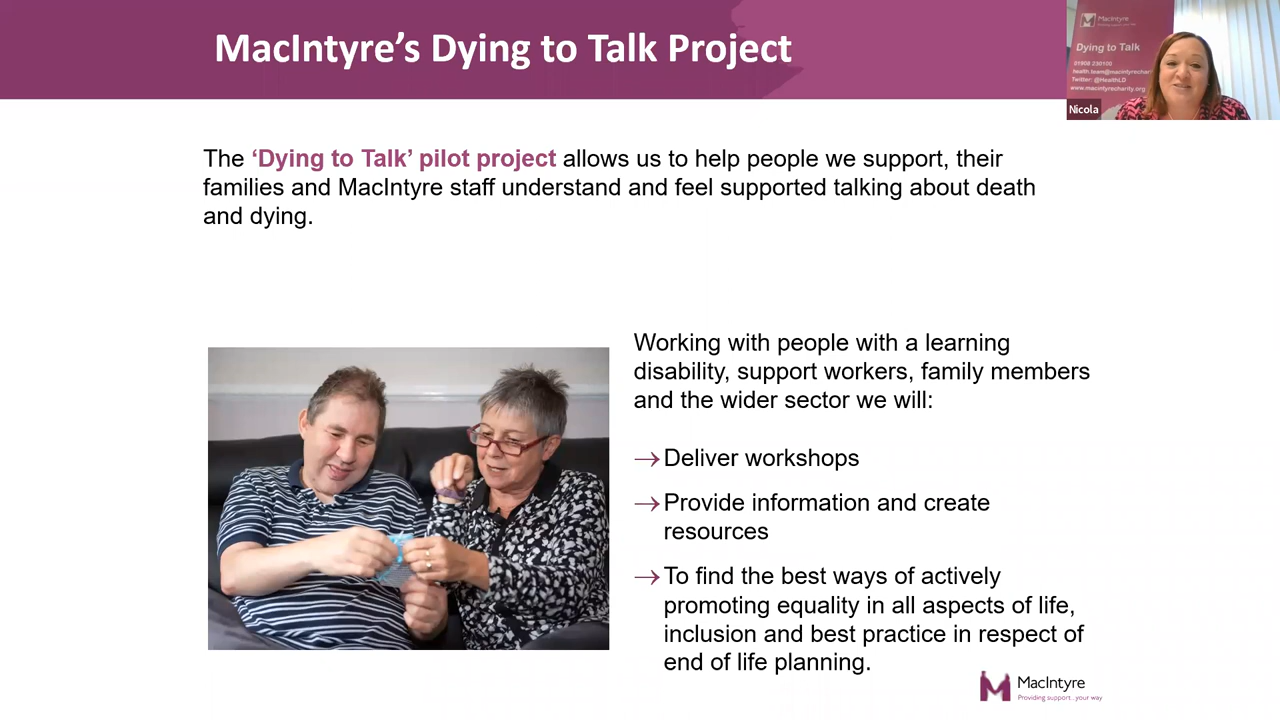 MacIntyre’s Dying to Talk Project
MacIntyre
Dying to Talk
01908 230100
health.team@macintyrechar
Twitter: @HealthLD
www.macintyrecharity.org
Nicola
The ‘Dying to Talk’ pilot project allows us to help people we support, their
families and MacIntyre staff understand and feel supported talking about death
and dying.
Working with people with a learning
disability, support workers, family members
and the wider sector we will:
→Deliver workshops
→Provide information and create
resources
→To find the best ways of actively
promoting equality in all aspects of life,
inclusion and best practice in respect of
end of life planning.
MacIntyre
Providing support...your way